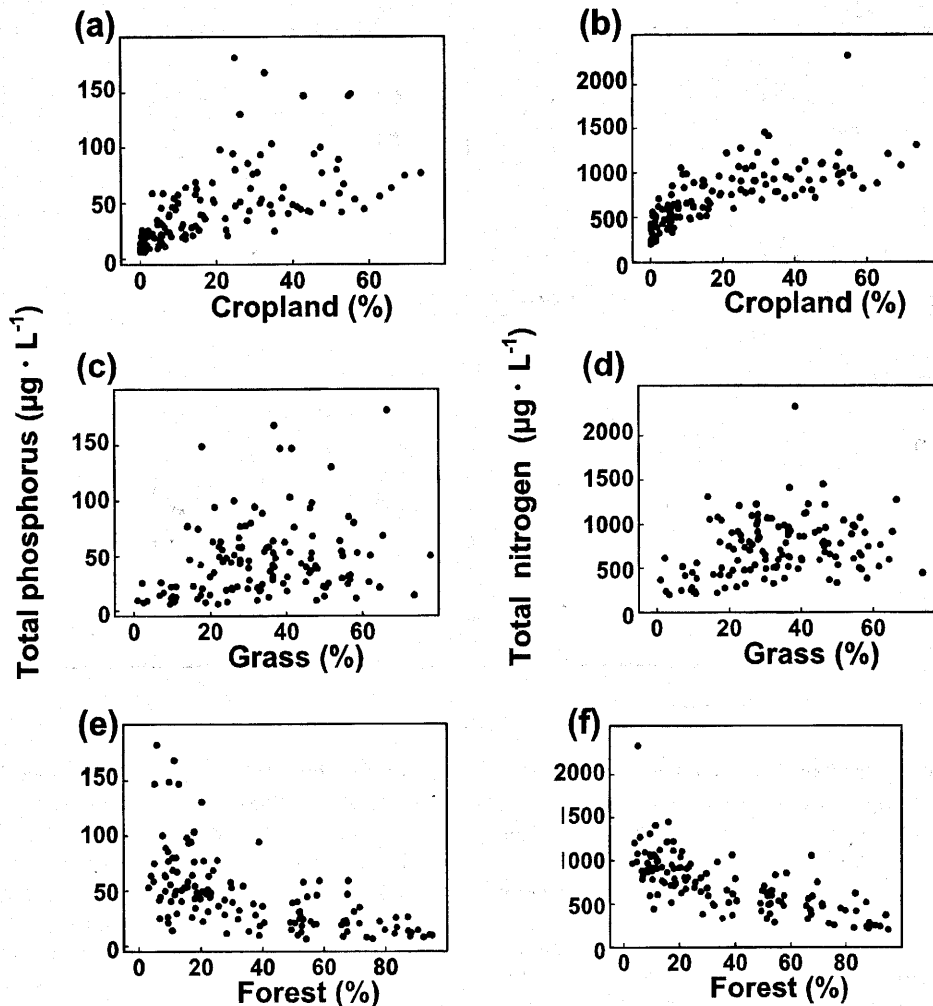 (a)
150
100
50
0
0 20 40 60
Cropland (%)
(b)
2000
1500
1000
500
0
0 20 40 60
Cropland (%)
Total phosphorus (µg · L⁻¹)
(c)
150
100
50
0
0 20 40 60
Grass (%)
Total nitrogen (µg · L⁻¹)
(d)
2000
1500
1000
500
0
0 20 40 60 80
Grass (%)
(e)
150
100
50
0
0 20 40 60 80
Forest (%)
(f)
2000
1500
1000
500
0
0 20 40 60 80
Forest (%)